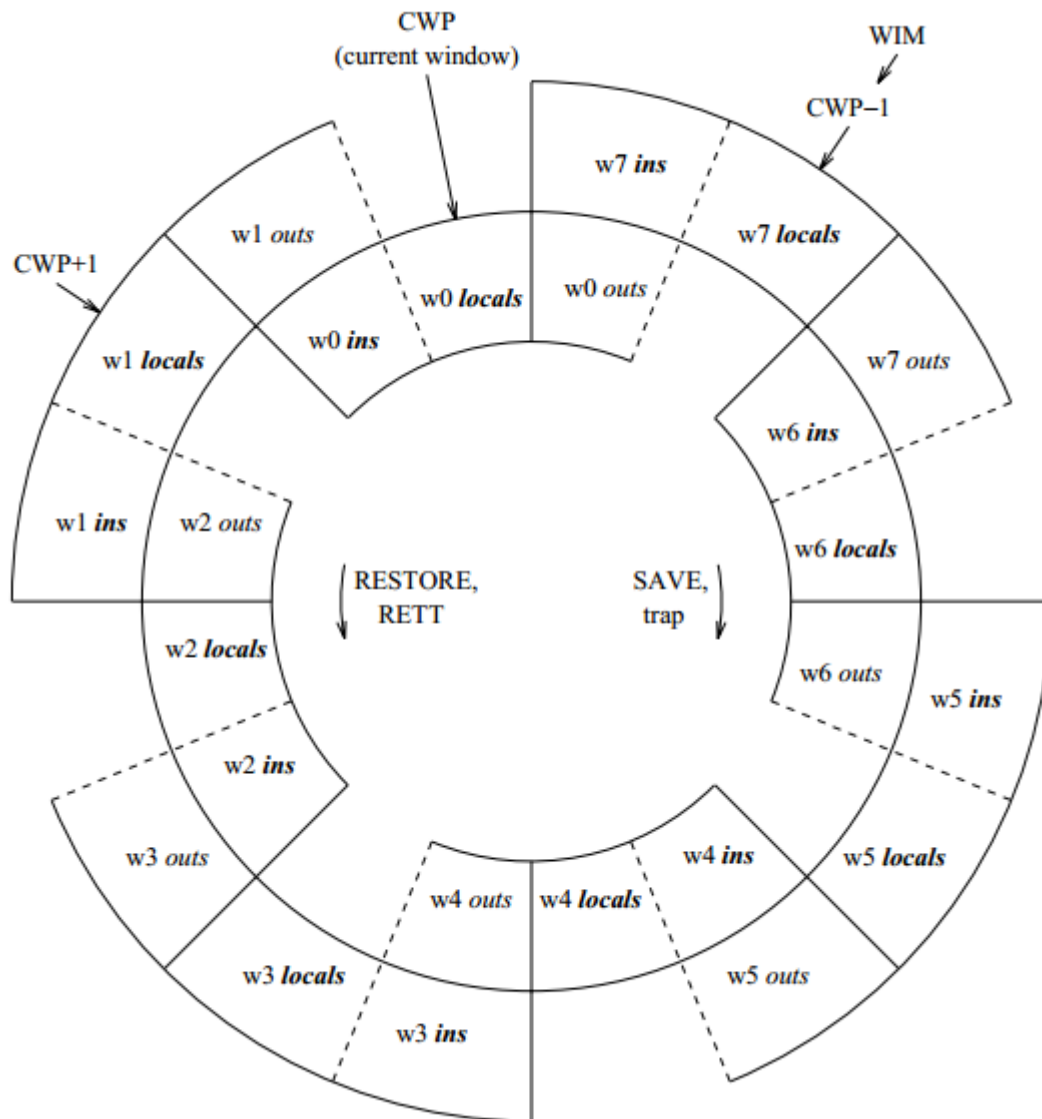 CWP
(current window)
WIM
CWP−1
w7 ins
w1 outs
w7 locals
CWP+1
w0 locals
w0 outs
w0 ins
w1 locals
w7 outs
w6 ins
w1 ins
w2 outs
w6 locals
RESTORE,
RETT
SAVE,
trap
w2 locals
w6 outs
w5 ins
w2 ins
w3 outs
w4 ins
w5 locals
w4 outs
w4 locals
w3 locals
w5 outs
w3 ins